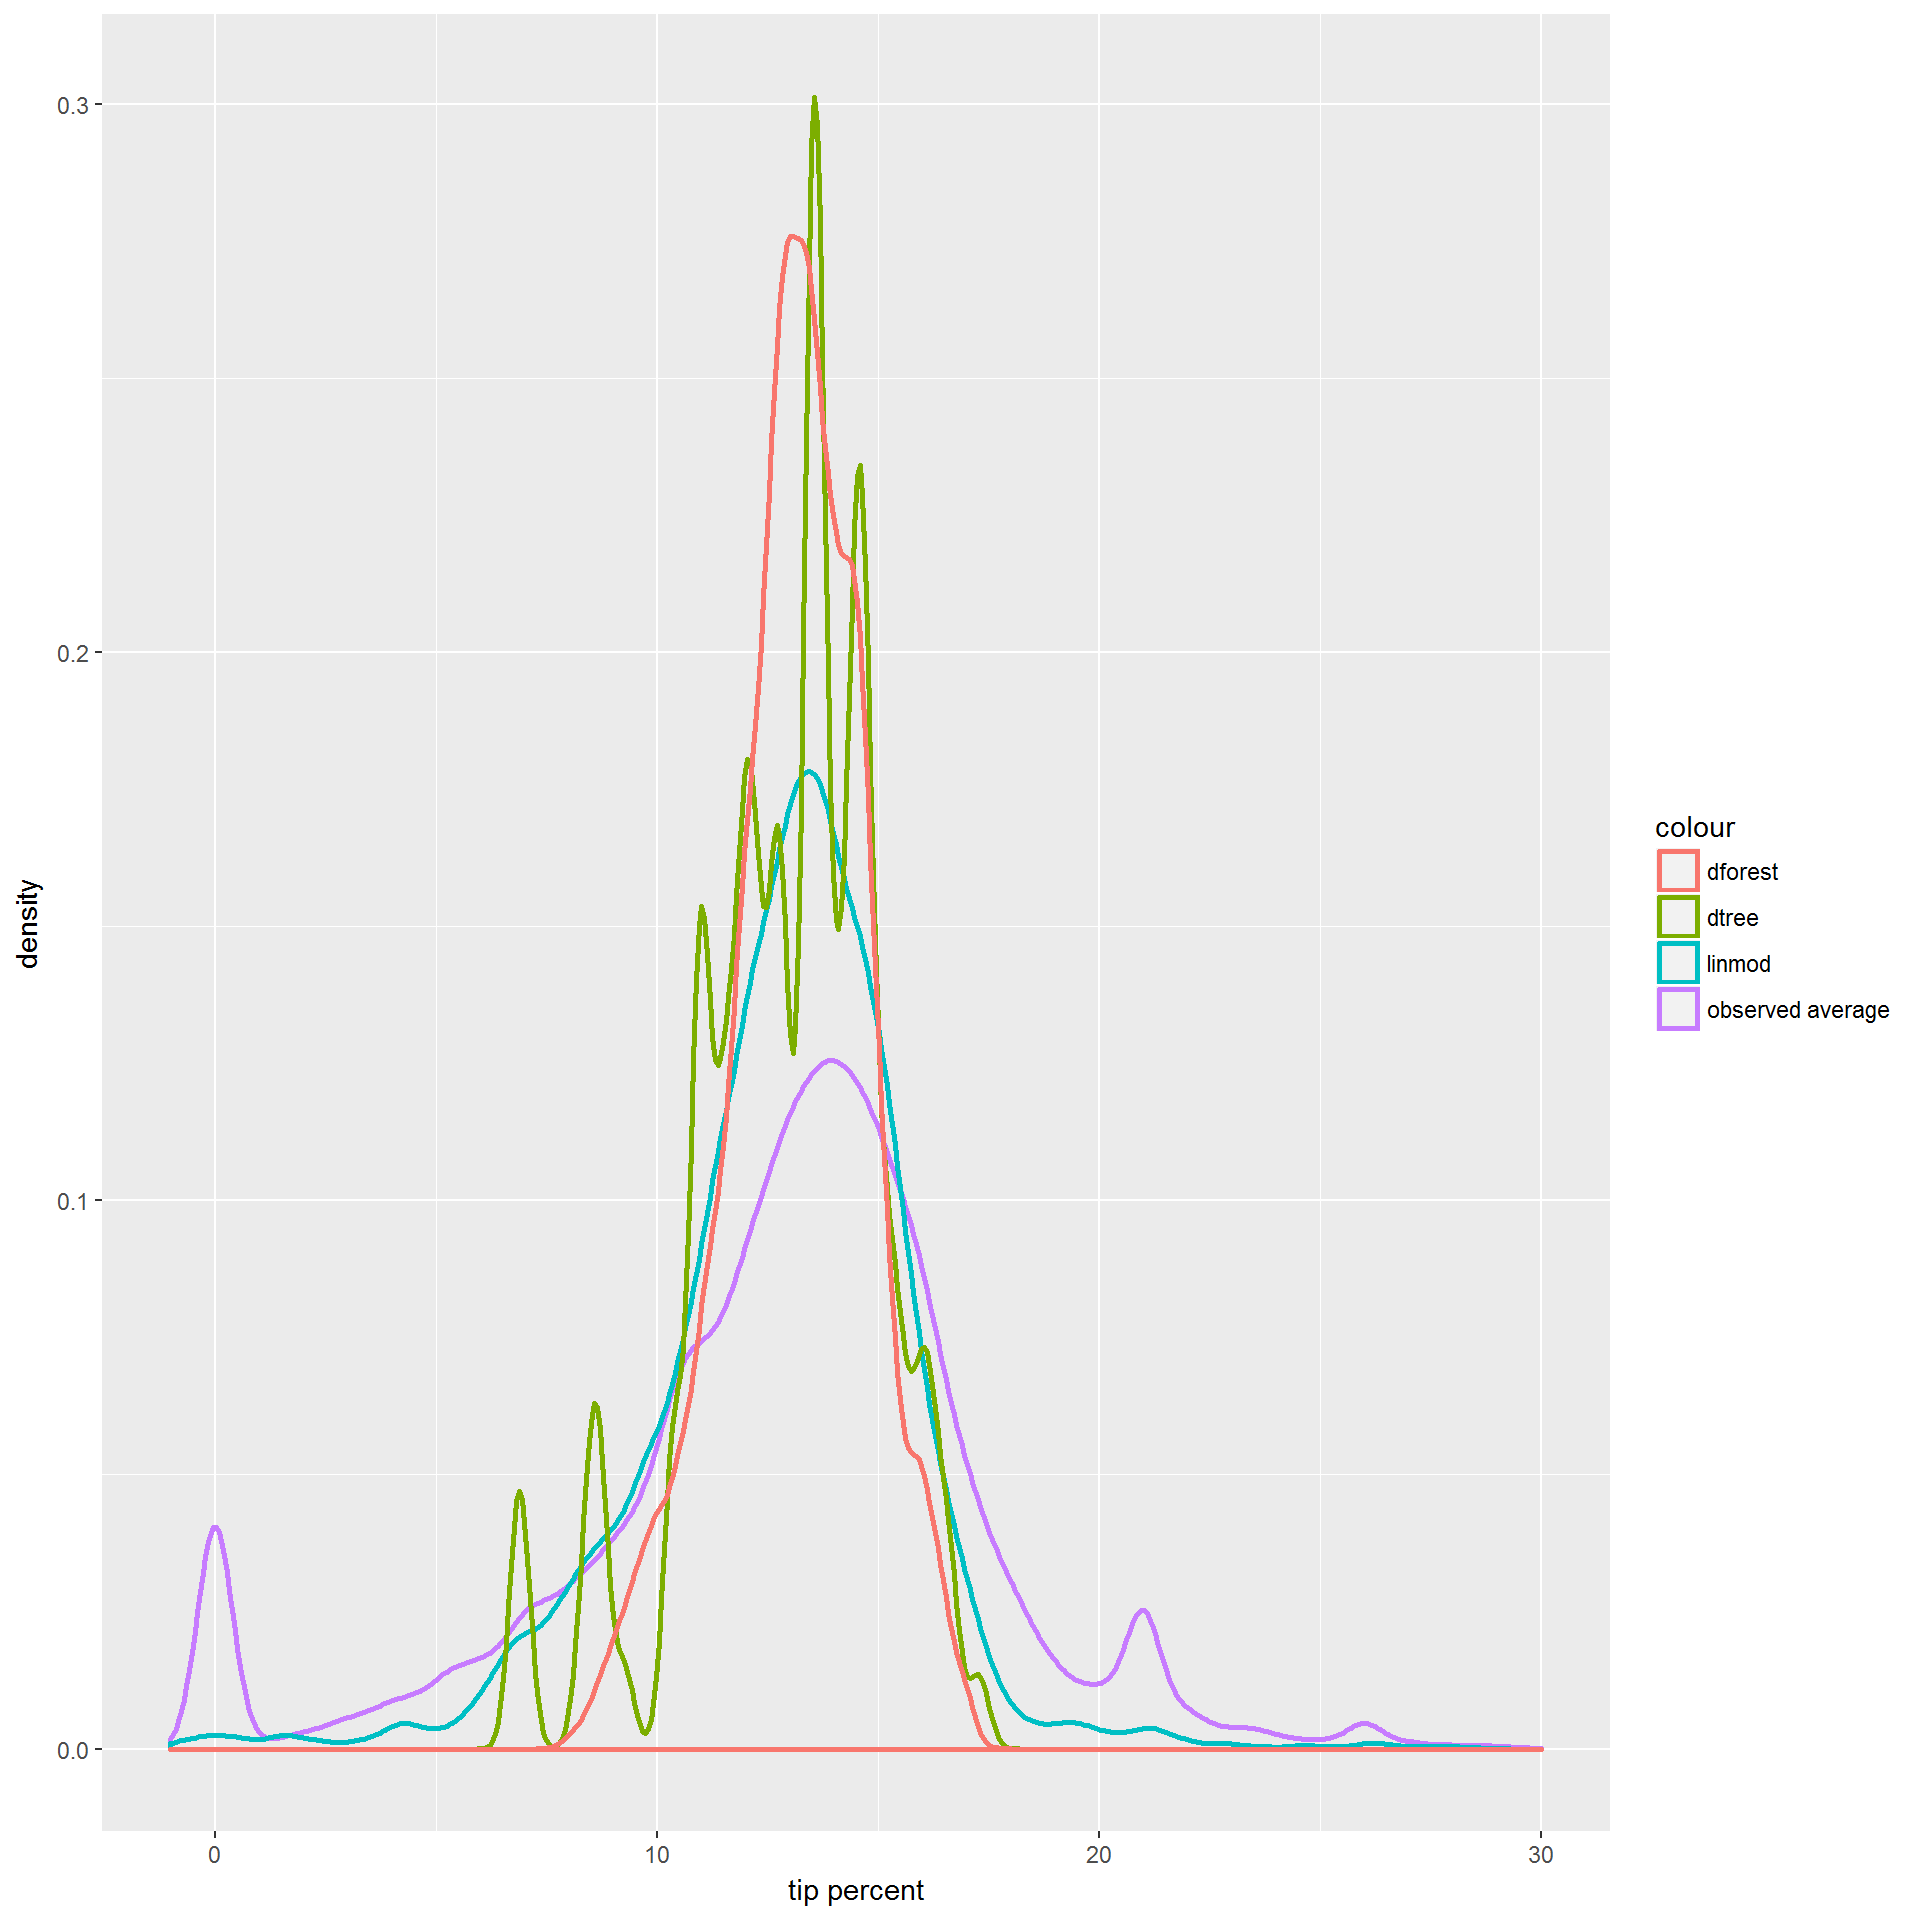 0.3
0.2
0.1
0.0
density
0
10
20
30
tip percent
colour
dforest
dtree
linmod
observed average